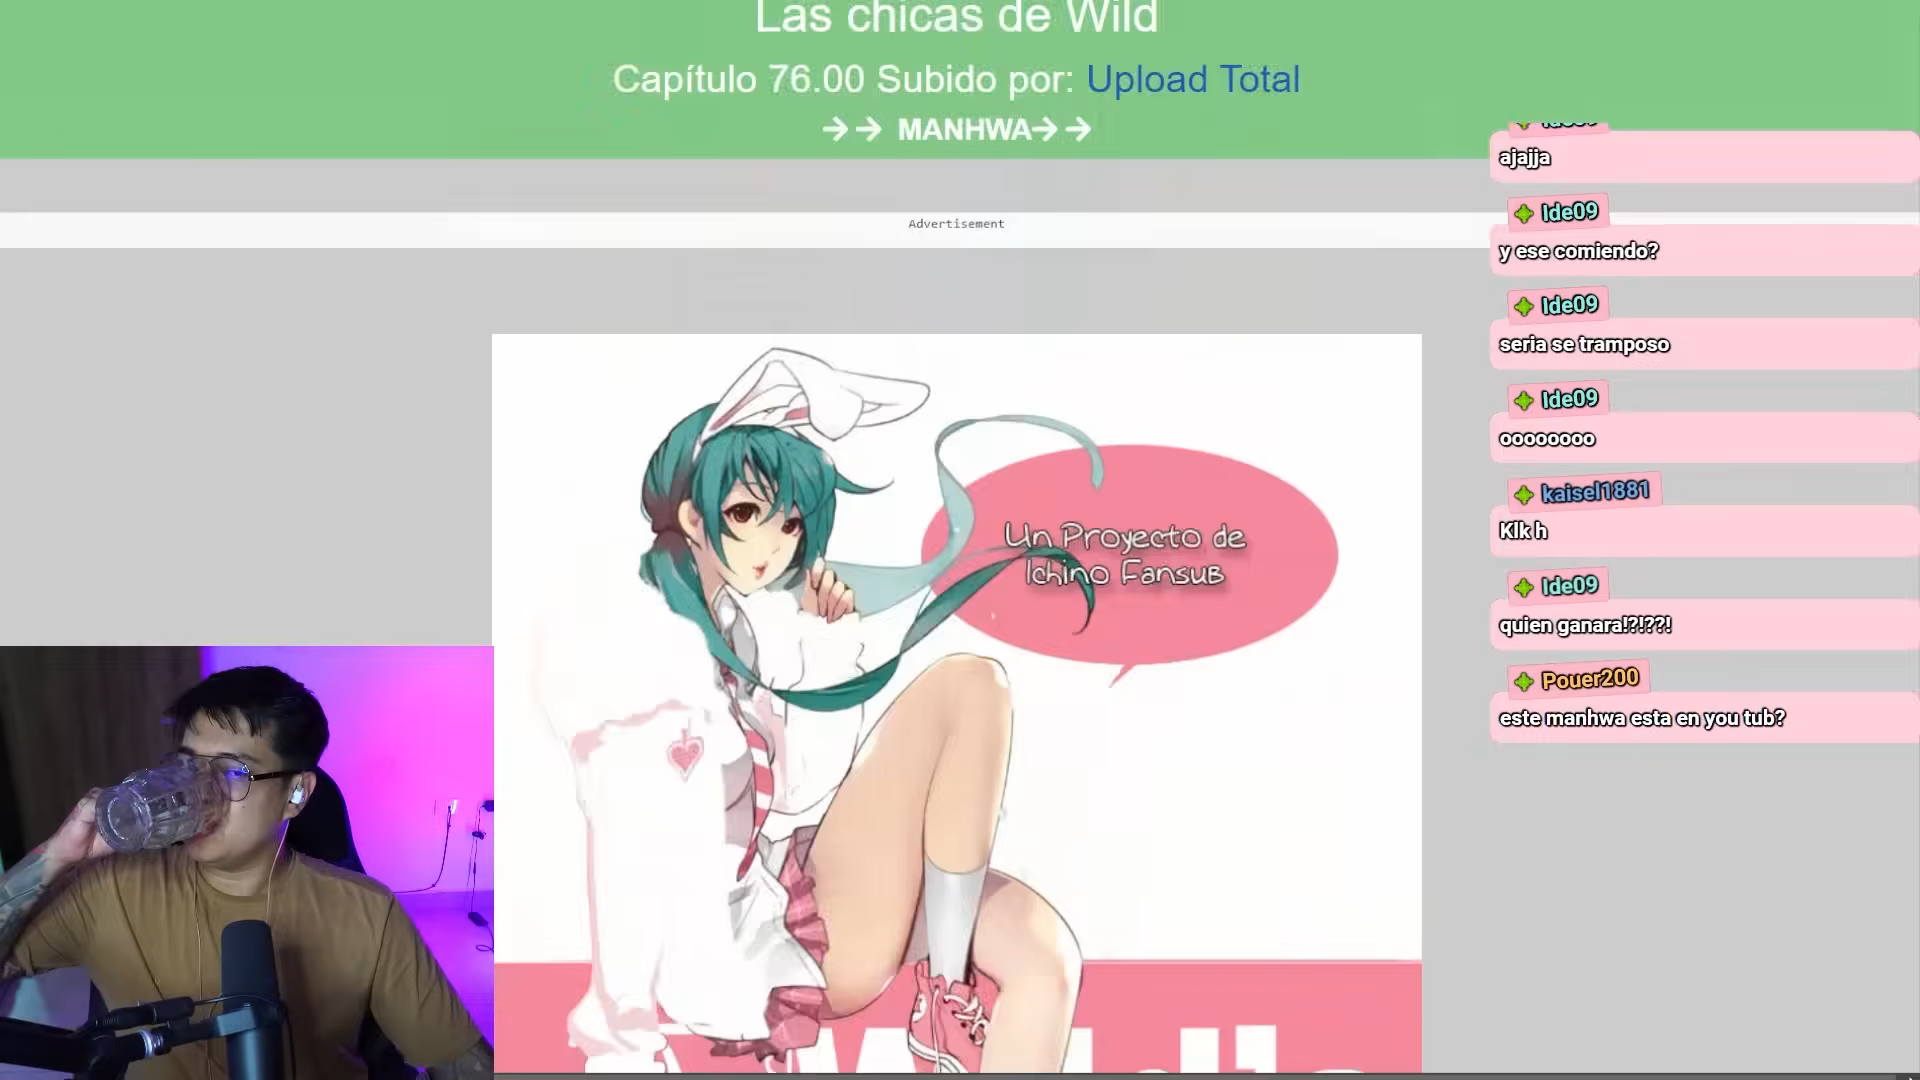 Las chicas de Wild
Capítulo 76.00 Subido por: Upload Total
→→ MANHWA→→
Advertisement
Un Proyecto de
Ichino Fansub
ajajja
Ide09
y ese comiendo?
Ide09
seria se tramposo
Ide09
oooooooo
kaisel1881
Klk h
Ide09
quien ganara!?!??!
Pouer200
este manhwa esta en you tub?